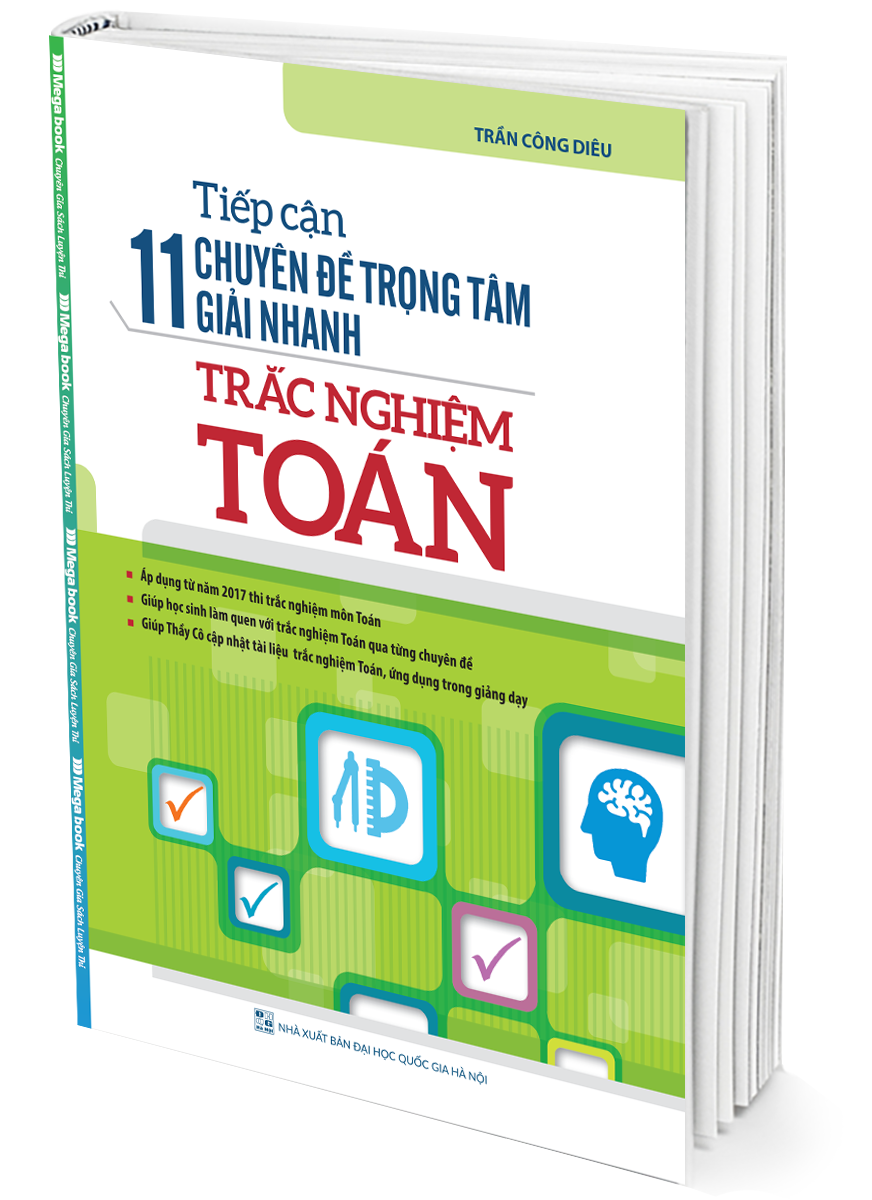 TRẦN CÔNG DIÊU
Tiếp cận
11 CHUYÊN ĐỀ TRỌNG TÂM
GIẢI NHANH
TRẮC NGHIỆM
TOÁN
Áp dụng từ năm 2017 thi trắc nghiệm môn Toán
Giúp học sinh làm quen với trắc nghiệm Toán qua từng chuyên đề
Giúp Thầy Cô cập nhật tài liệu trắc nghiệm Toán, ứng dụng trong giảng dạy
NHÀ XUẤT BẢN ĐẠI HỌC QUỐC GIA HÀ NỘI
Mega book Chuyên Gia Sách Luyện Thi
Mega book Chuyên Gia Sách Luyện Thi
Mega book Chuyên Gia Sách Luyện Thi
Mega book Chuyên Gia Sách Luyện Thi